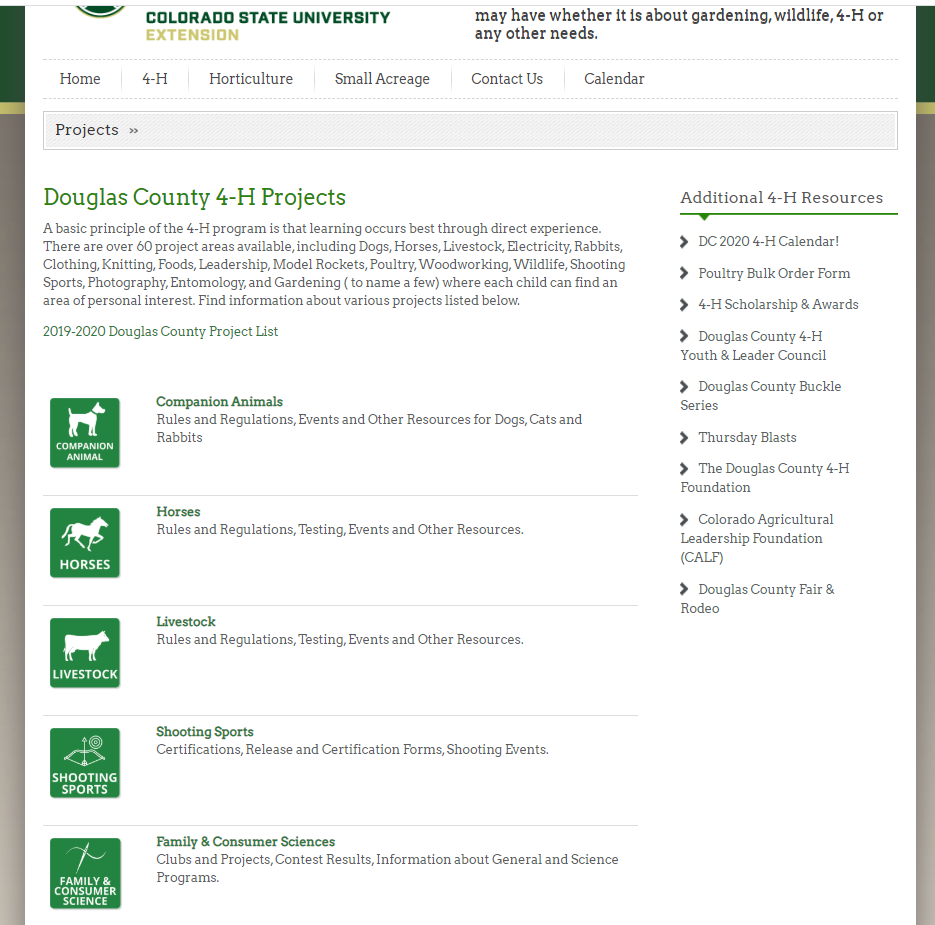 COLORADO STATE UNIVERSITY
EXTENSION
may have whether it is about gardening, wildlife, 4-H or
any other needs.
Home
4-H
Horticulture
Small Acreage
Contact Us
Calendar
Projects »
Douglas County 4-H Projects
A basic principle of the 4-H program is that learning occurs best through direct experience.
There are over 60 project areas available, including Dogs, Horses, Livestock, Electricity, Rabbits,
Clothing, Knitting, Foods, Leadership, Model Rockets, Poultry, Woodworking, Wildlife, Shooting
Sports, Photography, Entomology, and Gardening ( to name a few) where each child can find an
area of personal interest. Find information about various projects listed below.
2019-2020 Douglas County Project List
COMPANION
ANIMAL
Companion Animals
Rules and Regulations, Events and Other Resources for Dogs, Cats and
Rabbits
HORSES
Horses
Rules and Regulations, Testing, Events and Other Resources.
LIVESTOCK
Livestock
Rules and Regulations, Testing, Events and Other Resources.
SHOOTING
SPORTS
Shooting Sports
Certifications, Release and Certification Forms, Shooting Events.
FAMILY &
CONSUMER
SCIENCE
Family & Consumer Sciences
Clubs and Projects, Contest Results, Information about General and Science
Programs.
Additional 4-H Resources
DC 2020 4-H Calendar!
Poultry Bulk Order Form
4-H Scholarship & Awards
Douglas County 4-H
Youth & Leader Council
Douglas County Buckle
Series
Thursday Blasts
The Douglas County 4-H
Foundation
Colorado Agricultural
Leadership Foundation
(CALF)
Douglas County Fair &
Rodeo